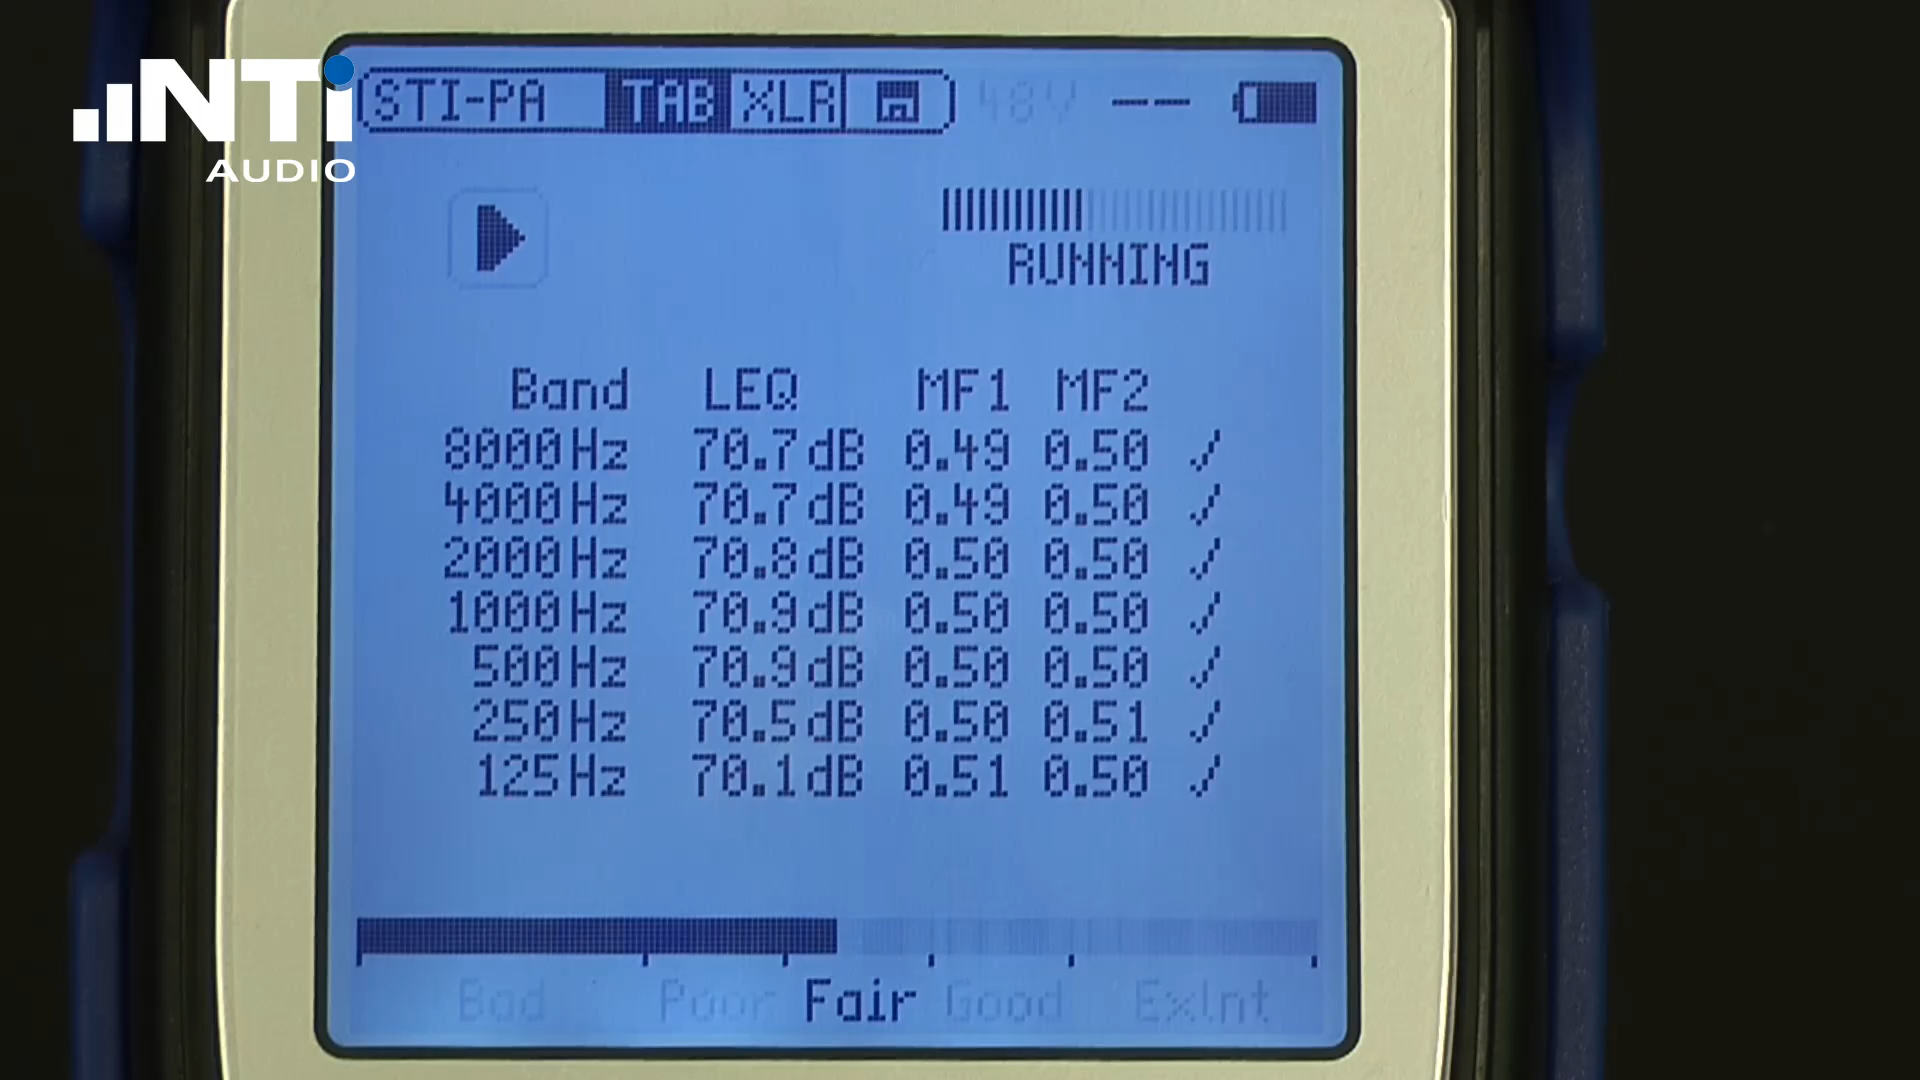 NTi
AUDIO
STI-PA TAB XLR 48V --
RUNNING
Band LEQ MF1 MF2
8000Hz 70.7dB 0.49 0.50 ✓
4000Hz 70.7dB 0.49 0.50 ✓
2000Hz 70.8dB 0.50 0.50 ✓
1000Hz 70.9dB 0.50 0.50 ✓
500Hz 70.9dB 0.50 0.50 ✓
250Hz 70.5dB 0.50 0.51 ✓
125Hz 70.1dB 0.51 0.50 ✓
Bad Poor Fair Good Exlnt